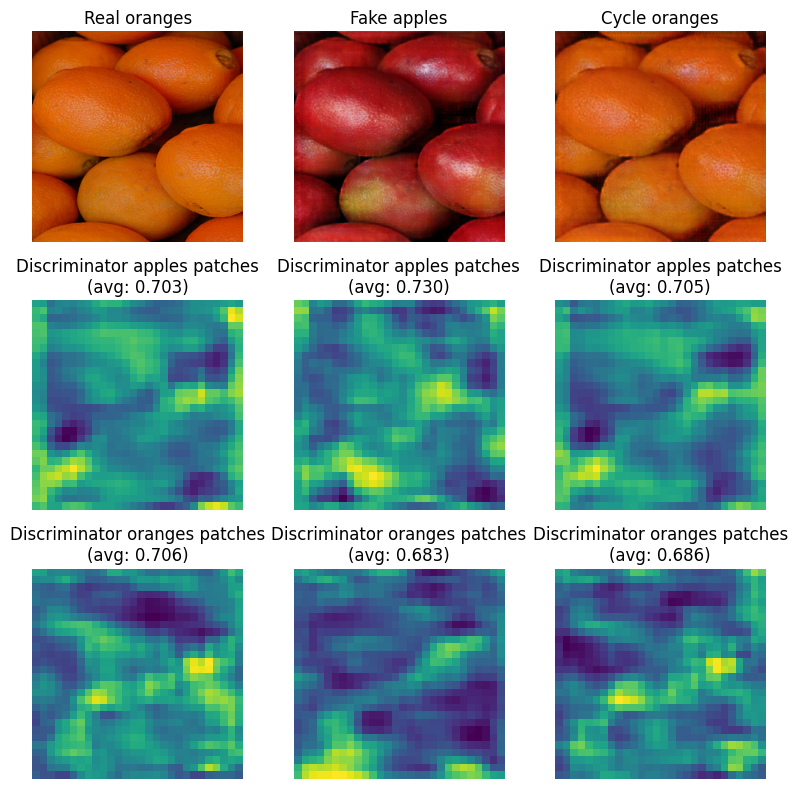 Real oranges
Fake apples
Cycle oranges
Discriminator apples patches
(avg: 0.703)
Discriminator apples patches
(avg: 0.730)
Discriminator apples patches
(avg: 0.705)
Discriminator oranges patches
(avg: 0.706)
Discriminator oranges patches
(avg: 0.683)
Discriminator oranges patches
(avg: 0.686)